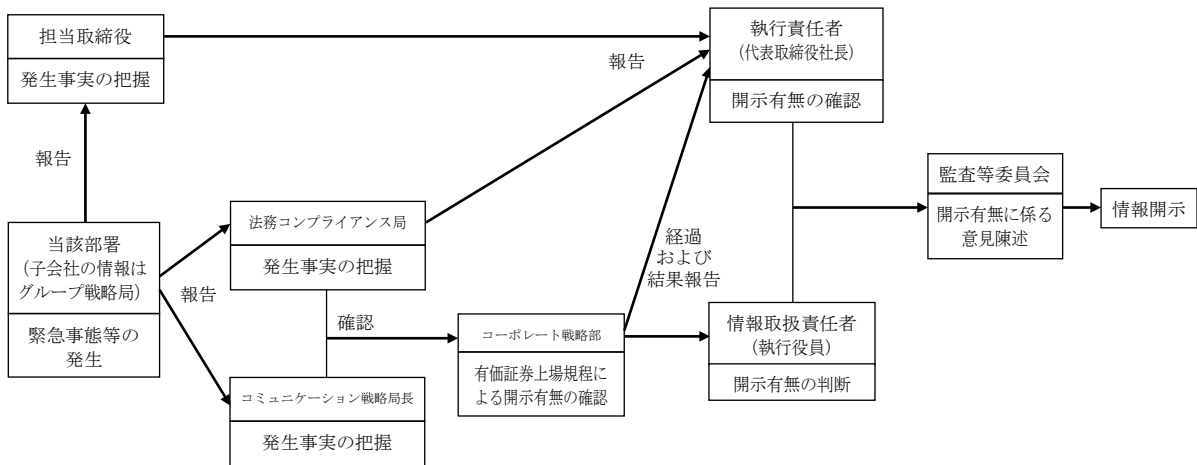 担当取締役
発生事実の把握
報告
当該部署
(子会社の情報は
グループ戦略局)
緊急事態等の
発生
報告
法務コンプライアンス局
発生事実の把握
コミュニケーション戦略局長
発生事実の把握
確認
コーポレート戦略部
有価証券上場規程に
よる開示有無の確認
報告
経過
および
結果報告
執行責任者
(代表取締役社長)
開示有無の確認
情報取扱責任者
(執行役員)
開示有無の判断
監査等委員会
開示有無に係る
意見陳述
情報開示